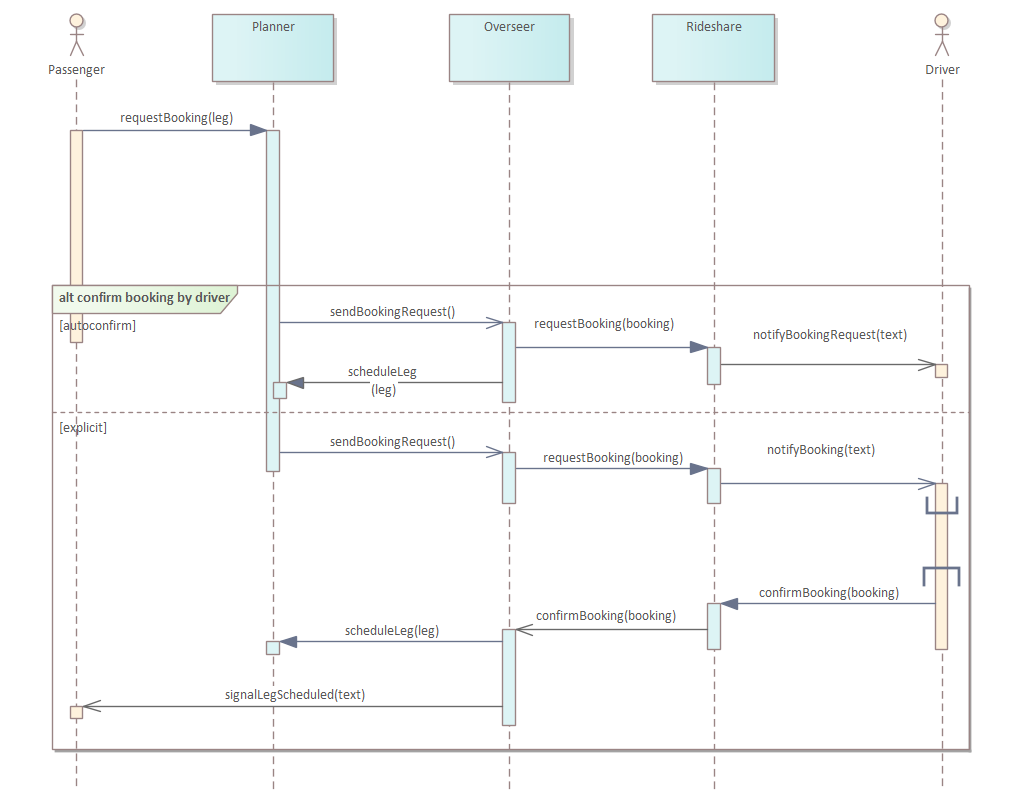 Planner
Overseer
Rideshare
Passenger
Driver
requestBooking(leg)
alt confirm booking by driver
sendBookingRequest()
[autoconfirm]
requestBooking(booking)
notifyBookingRequest(text)
scheduleLeg
(leg)
[explicit]
sendBookingRequest()
notifyBooking(text)
requestBooking(booking)
confirmBooking(booking)
confirmBooking(booking)
scheduleLeg(leg)
signalLegScheduled(text)